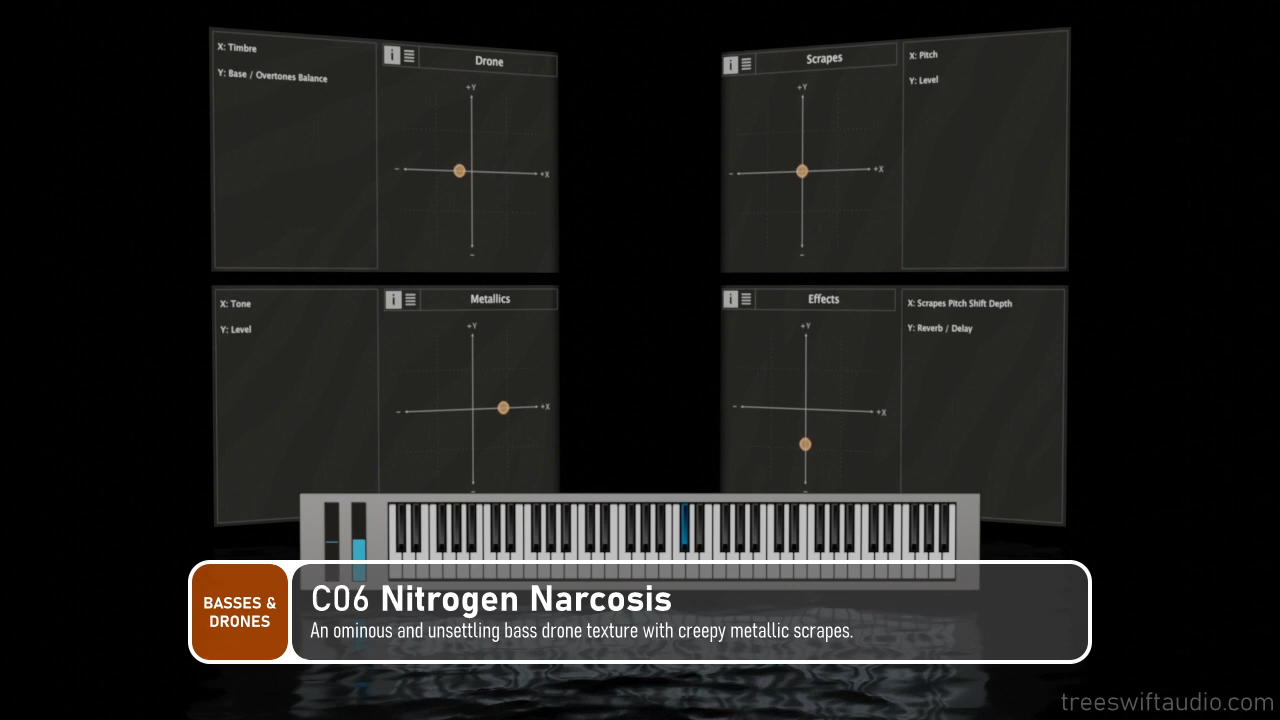 X: Timbre
Y: Base / Overtones Balance
i
Drone
+Y
-
+X
-
i
Scrapes
+Y
-
+X
-
X: Pitch
Y: Level
X: Tone
Y: Level
i
Metallics
+Y
-
+X
-
i
Effects
+Y
-
+X
-
X: Scrapes Pitch Shift Depth
Y: Reverb / Delay
BASSES &
DRONES
C06 Nitrogen Narcosis
An ominous and unsettling bass drone texture with creepy metallic scrapes.
treeswiftaudio.com